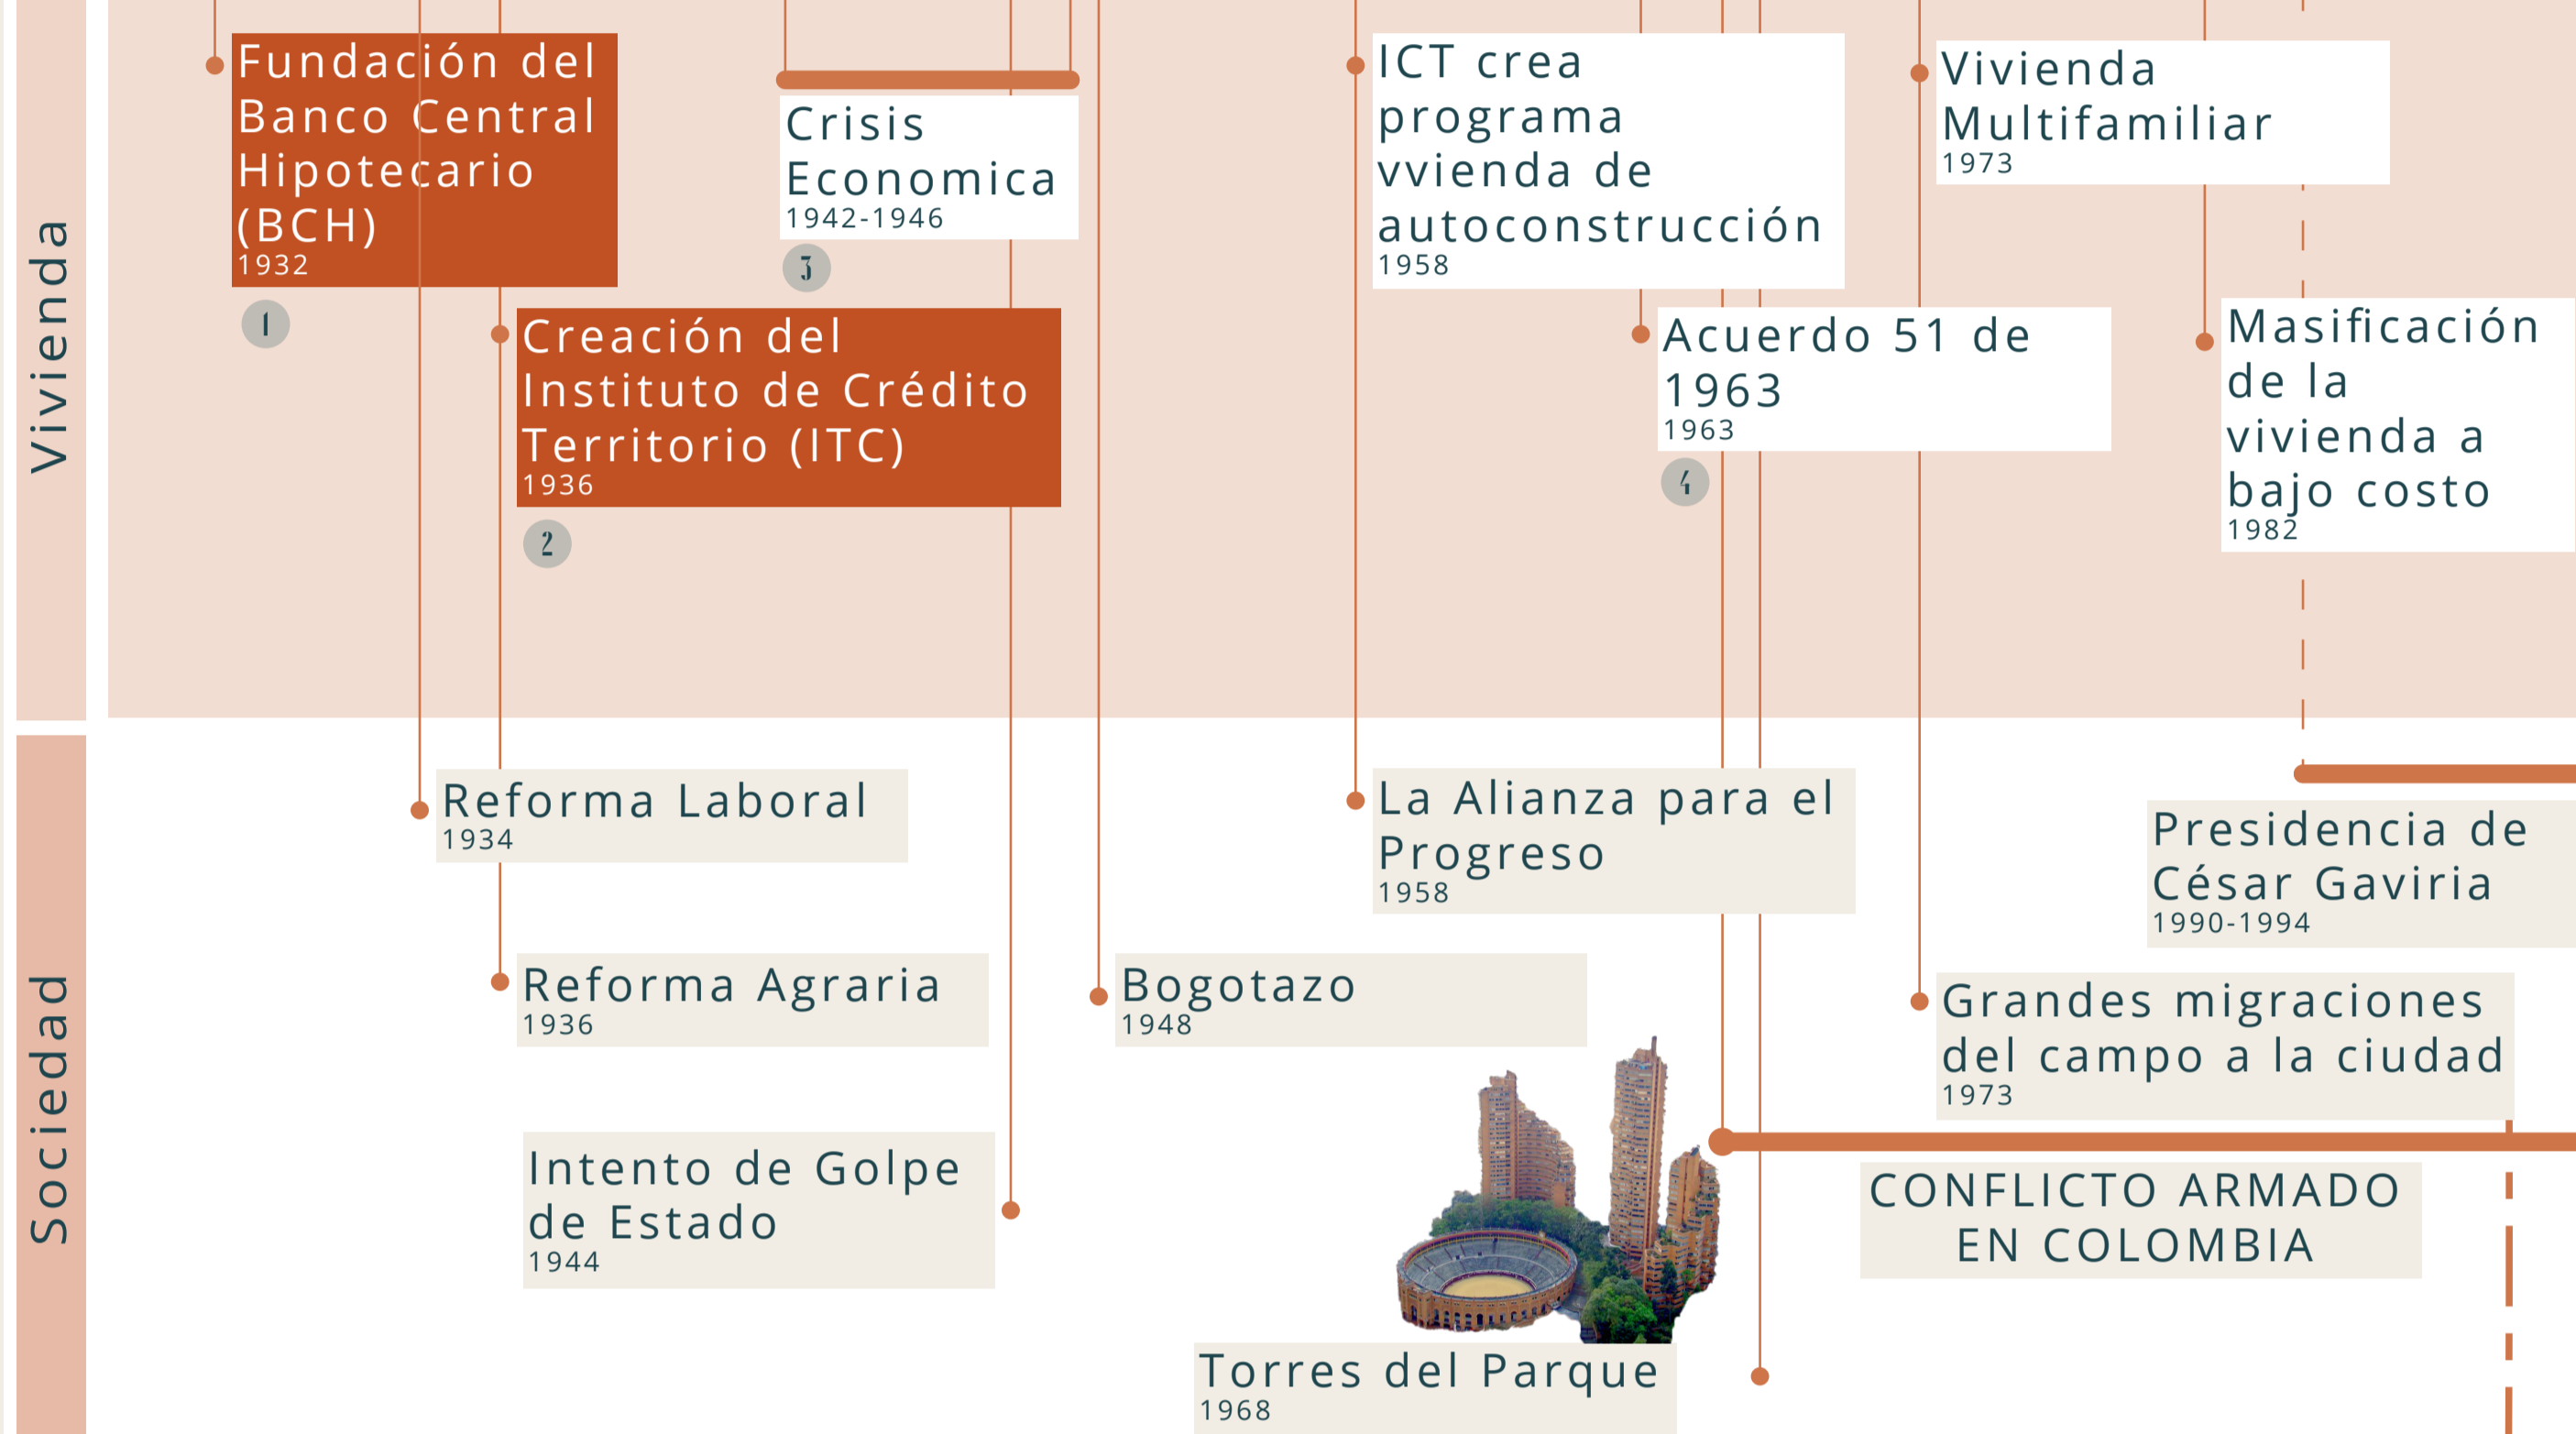 Vivienda
Fundación del
Banco Central
Hipotecario
(BCH)
1932
1
Creación del
Instituto de Crédito
Territorio (ITC)
1936
2
Crisis
Economica
1942-1946
3
ICT crea
programa
vvienda de
autoconstrucción
1958
Acuerdo 51 de
1963
1963
4
Vivienda
Multifamiliar
1973
Masificación
de la
vivienda a
bajo costo
1982
Sociedad
Reforma Laboral
1934
Reforma Agraria
1936
Intento de Golpe
de Estado
1944
Bogotazo
1948
La Alianza para el
Progreso
1958
Torres del Parque
1968
Presidencia de
César Gaviria
1990-1994
Grandes migraciones
del campo a la ciudad
1973
CONFLICTO ARMADO
EN COLOMBIA